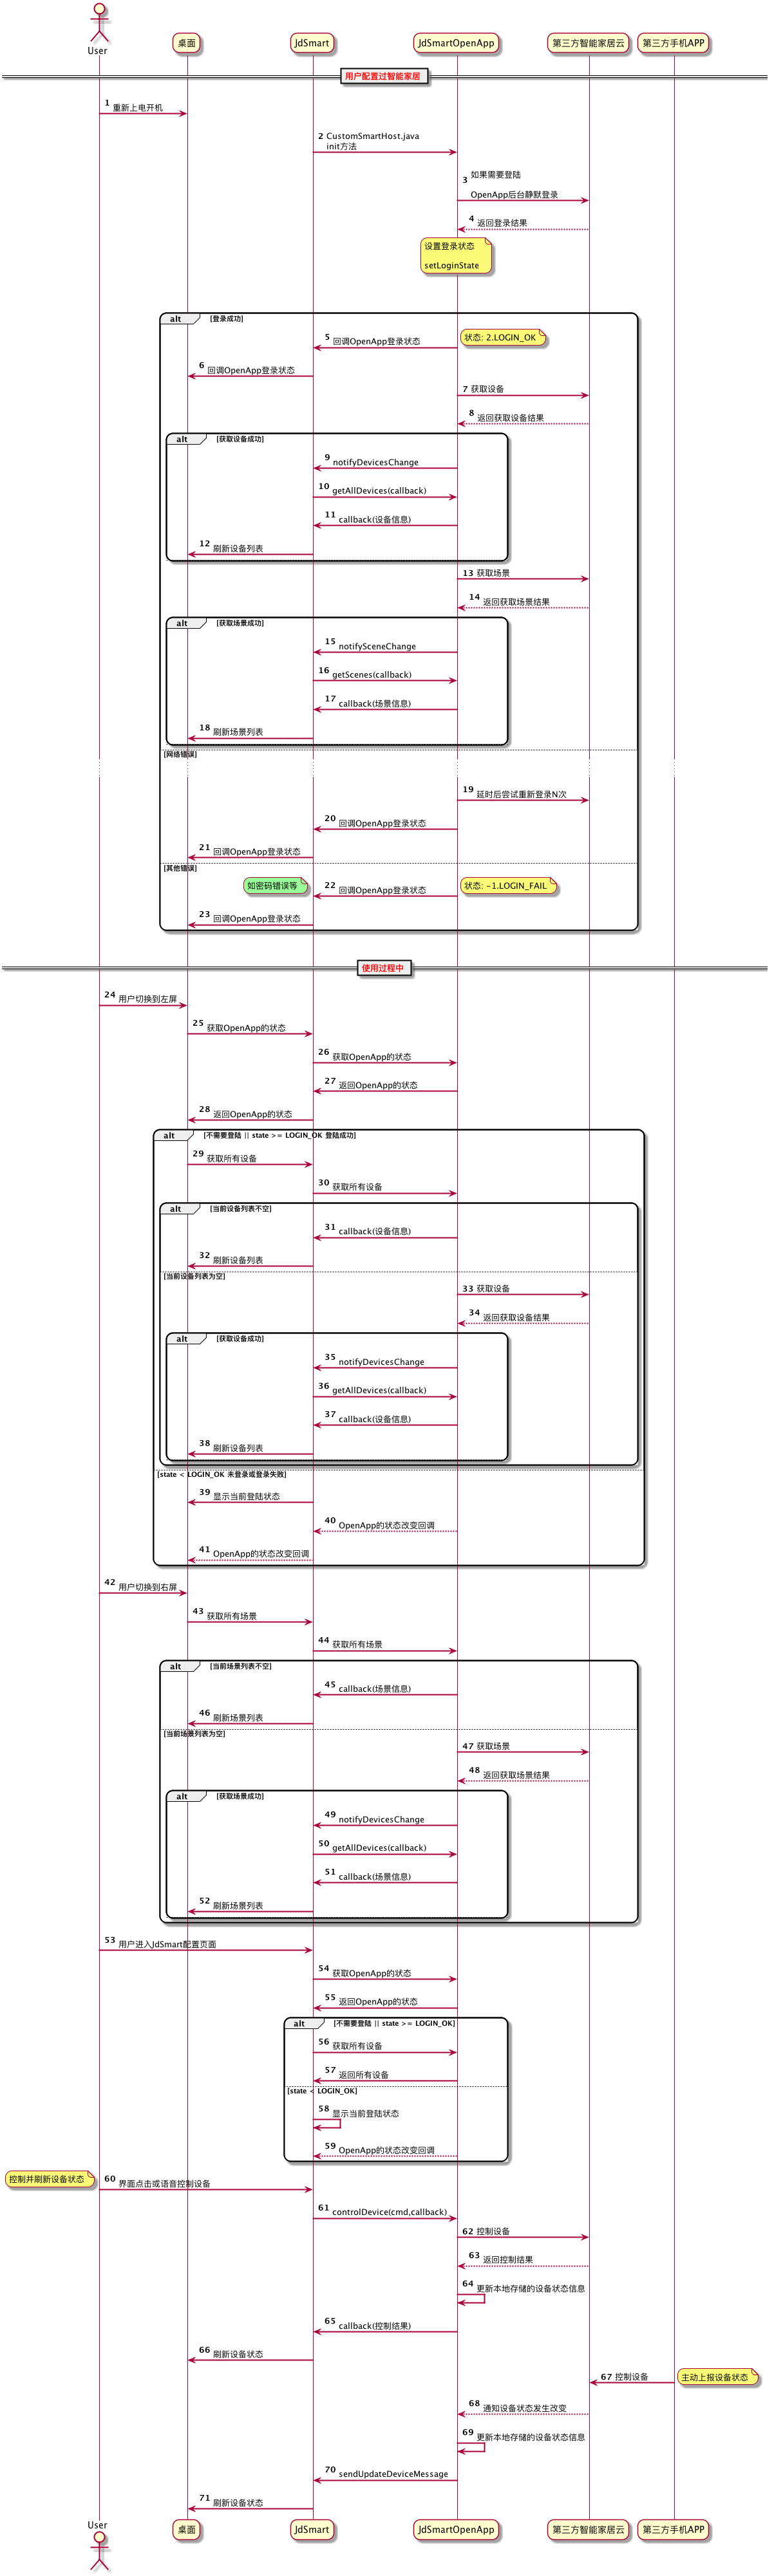 User
桌面
JdSmart
JdSmartOpenApp
第三方智能家居云
第三方手机APP
用户配置过智能家居
1 重新上电开机
2 CustomSmartHost.java
init方法
3 如果需要登陆
OpenApp后台静默登录
4 返回登录结果
设置登录状态
setLoginState
alt [登录成功]
5 回调OpenApp登录状态
状态: 2.LOGIN_OK
6 回调OpenApp登录状态
7 获取设备
8 返回获取设备结果
alt [获取设备成功]
9 notifyDevicesChange
10 getAllDevices(callback)
11 callback(设备信息)
12 刷新设备列表
13 获取场景
14 返回获取场景结果
alt [获取场景成功]
15 notifySceneChange
16 getScenes(callback)
17 callback(场景信息)
18 刷新场景列表
[网络错误]
19 延时后尝试重新登录N次
20 回调OpenApp登录状态
21 回调OpenApp登录状态
[其他错误]
如密码错误等
22 回调OpenApp登录状态
状态: -1.LOGIN_FAIL
23 回调OpenApp登录状态
使用过程中
24 用户切换到左屏
25 获取OpenApp的状态
26 获取OpenApp的状态
27 返回OpenApp的状态
28 返回OpenApp的状态
alt [不需要登陆 || state >= LOGIN_OK 登陆成功]
29 获取所有设备
30 获取所有设备
alt [当前设备列表不空]
31 callback(设备信息)
32 刷新设备列表
[当前设备列表为空]
33 获取设备
34 返回获取设备结果
alt [获取设备成功]
35 notifyDevicesChange
36 getAllDevices(callback)
37 callback(设备信息)
38 刷新设备列表
[state < LOGIN_OK 未登录或登录失败]
39 显示当前登陆状态
40 OpenApp的状态改变回调
41 OpenApp的状态改变回调
42 用户切换到右屏
43 获取所有场景
44 获取所有场景
alt [当前场景列表不空]
45 callback(场景信息)
46 刷新场景列表
[当前场景列表为空]
47 获取场景
48 返回获取场景结果
alt [获取场景成功]
49 notifyDevicesChange
50 getAllDevices(callback)
51 callback(场景信息)
52 刷新场景列表
53 用户进入JdSmart配置页面
54 获取OpenApp的状态
55 返回OpenApp的状态
alt [不需要登陆 || state >= LOGIN_OK]
56 获取所有设备
57 返回所有设备
[state < LOGIN_OK]
58 显示当前登陆状态
59 OpenApp的状态改变回调
控制并刷新设备状态
60 界面点击或语音控制设备
61 controlDevice(cmd,callback)
62 控制设备
63 返回控制结果
64 更新本地存储的设备状态信息
65 callback(控制结果)
66 刷新设备状态
67 控制设备
主动上报设备状态
68 通知设备状态发生改变
69 更新本地存储的设备状态信息
70 sendUpdateDeviceMessage
71 刷新设备状态
User
桌面
JdSmart
JdSmartOpenApp
第三方智能家居云
第三方手机APP